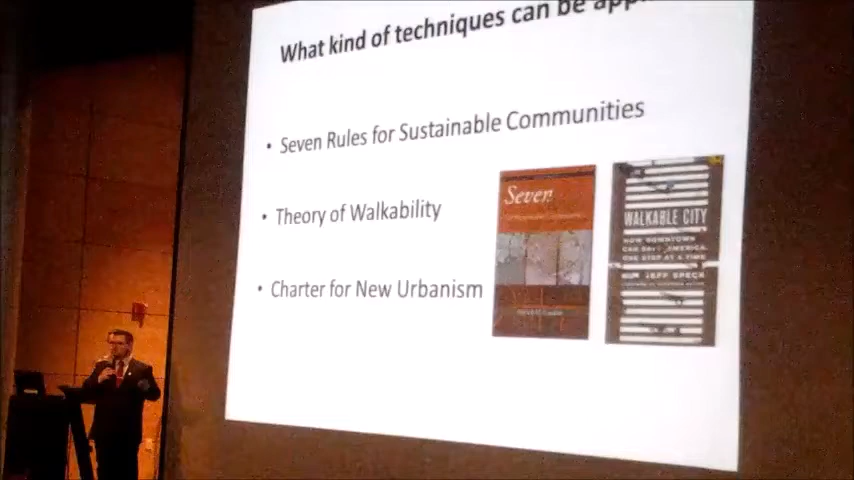 What kind of techniques can be
• Seven Rules for Sustainable Communities
• Theory of Walkability
• Charter for New Urbanism
Seven
WALKABLE CITY
HOW DOWNTOWN
CAN AMERICA,
ONE STEP AT A TIME
JEFF SPECK